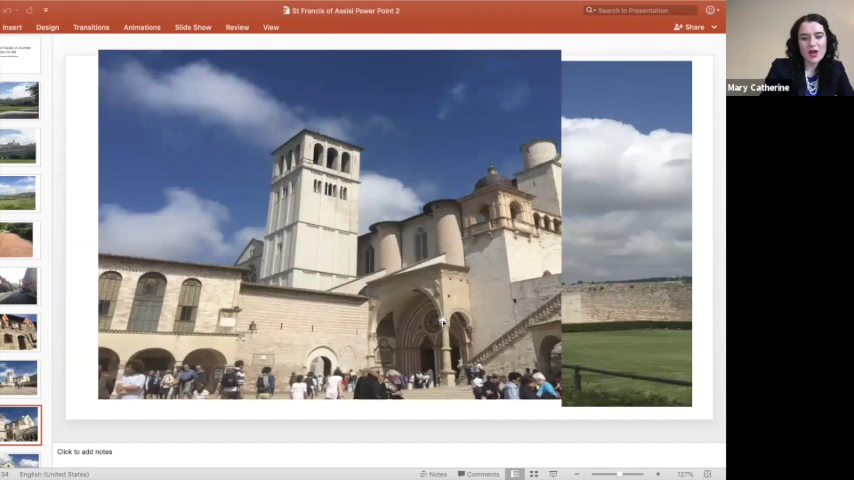 St Francis of Assisi Power Point 2
Search in Presentation
Insert
Design
Transitions
Animations
Slide Show
Review
View
Share
Mary Catherine
Click to add notes
34
English (United States)
Notes
Comments
127%